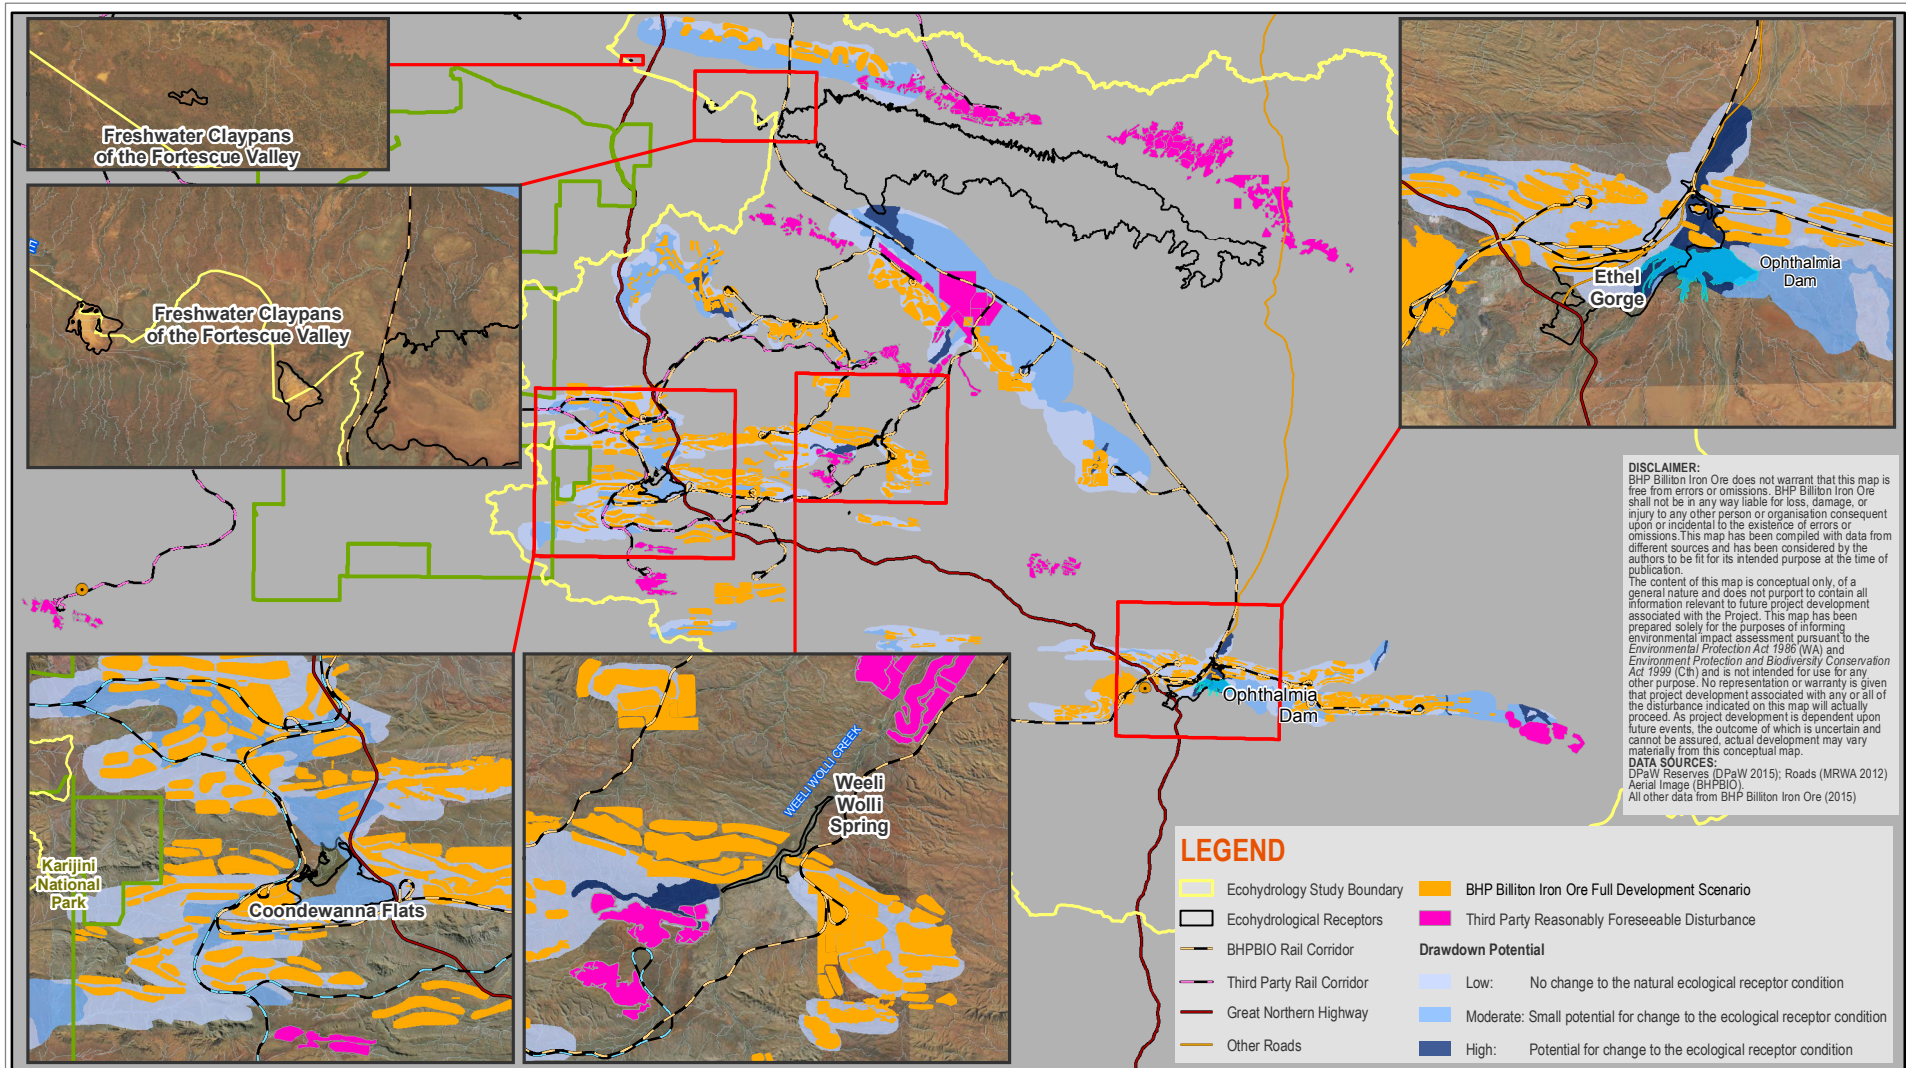 Freshwater Claypans
of the Fortescue Valley
Freshwater Claypans
of the Fortescue Valley
Ethel
Gorge
Ophthalmia
Dam
Ophthalmia
Dam
Karijini
National
Park
Coondewanna Flats
WEELI WOLLI CREEK
Weeli
Wolli
Spring
DISCLAIMER:
BHP Billiton Iron Ore does not warrant that this map is
free from errors or omissions. BHP Billiton Iron Ore
shall not be in any way liable for loss, damage, or
injury to any other person or organisation consequent
upon or incidental to the existence of errors or
omissions.This map has been compiled with data from
different sources and has been considered by the
authors to be fit for its intended purpose at the time of
publication.
The content of this map is conceptual only, of a
general nature and does not purport to contain all
information relevant to future project development
associated with the Project. This map has been
prepared solely for the purposes of informing
environmental impact assessment pursuant to the
Environmental Protection Act 1986 (WA) and
Environment Protection and Biodiversity Conservation
Act 1999 (Cth) and is not intended for use for any
other purpose. No representation or warranty is given
that project development associated with any or all of
the disturbance indicated on this map will actually
proceed. As project development is dependent upon
future events, the outcome of which is uncertain and
cannot be assured, actual development may vary
materially from this conceptual map.
DATA SOURCES:
DPaW Reserves (DPaW 2015); Roads (MRWA 2012)
Aerial Image (BHPBIO).
All other data from BHP Billiton Iron Ore (2015)
LEGEND
Ecohydrology Study Boundary
Ecohydrological Receptors
BHPBIO Rail Corridor
Third Party Rail Corridor
Great Northern Highway
Other Roads
BHP Billiton Iron Ore Full Development Scenario
Third Party Reasonably Foreseeable Disturbance
Drawdown Potential
Low: No change to the natural ecological receptor condition
Moderate: Small potential for change to the ecological receptor condition
High: Potential for change to the ecological receptor condition